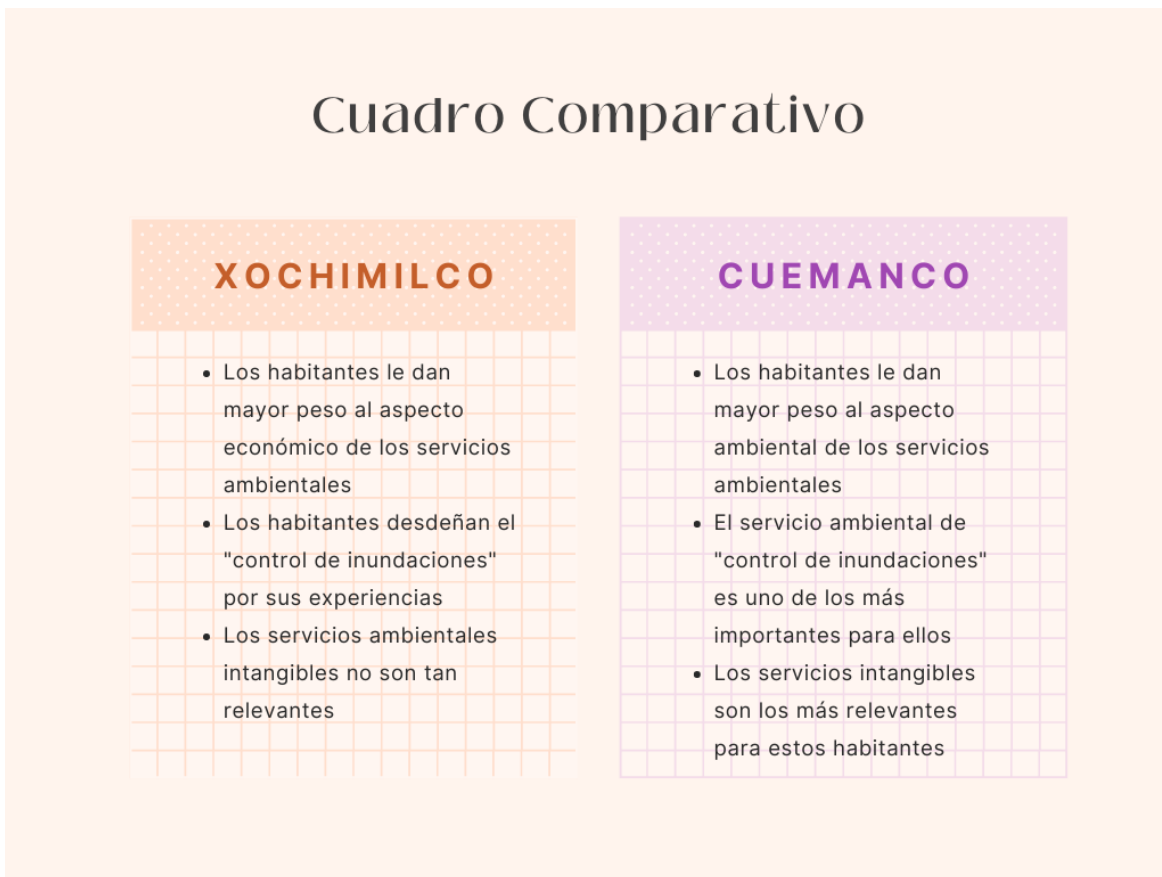 Cuadro Comparativo
XOCHIMILCO
• Los habitantes le dan
mayor peso al aspecto
económico de los servicios
ambientales
• Los habitantes desdeñan el
"control de inundaciones"
por sus experiencias
• Los servicios ambientales
intangibles no son tan
relevantes
CUEMANCO
• Los habitantes le dan
mayor peso al aspecto
ambiental de los servicios
ambientales
• El servicio ambiental de
"control de inundaciones"
es uno de los más
importantes para ellos
• Los servicios intangibles
son los más relevantes
para estos habitantes